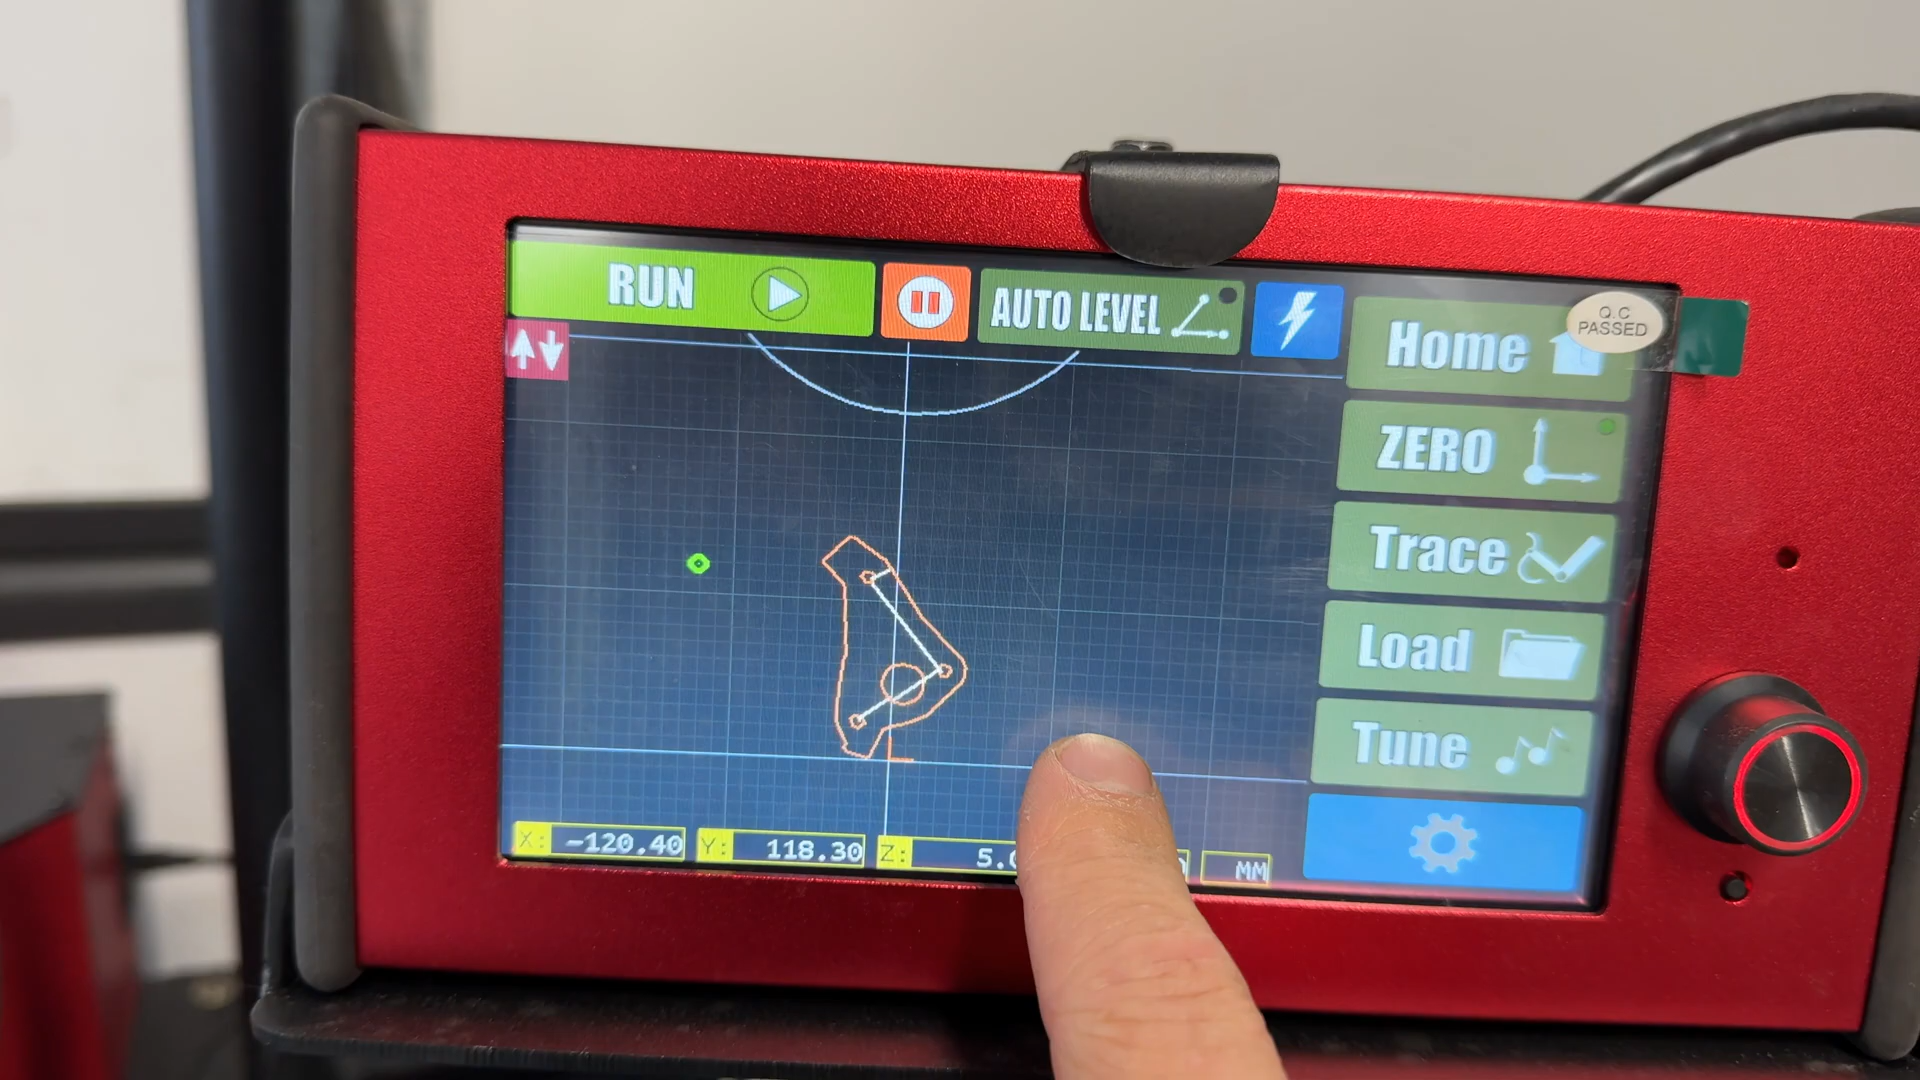 RUN
AUTO LEVEL
Home
Q.C
PASSED
ZERO
Trace
Load
Tune
X: -120.40 Y: 118.30 Z: MM